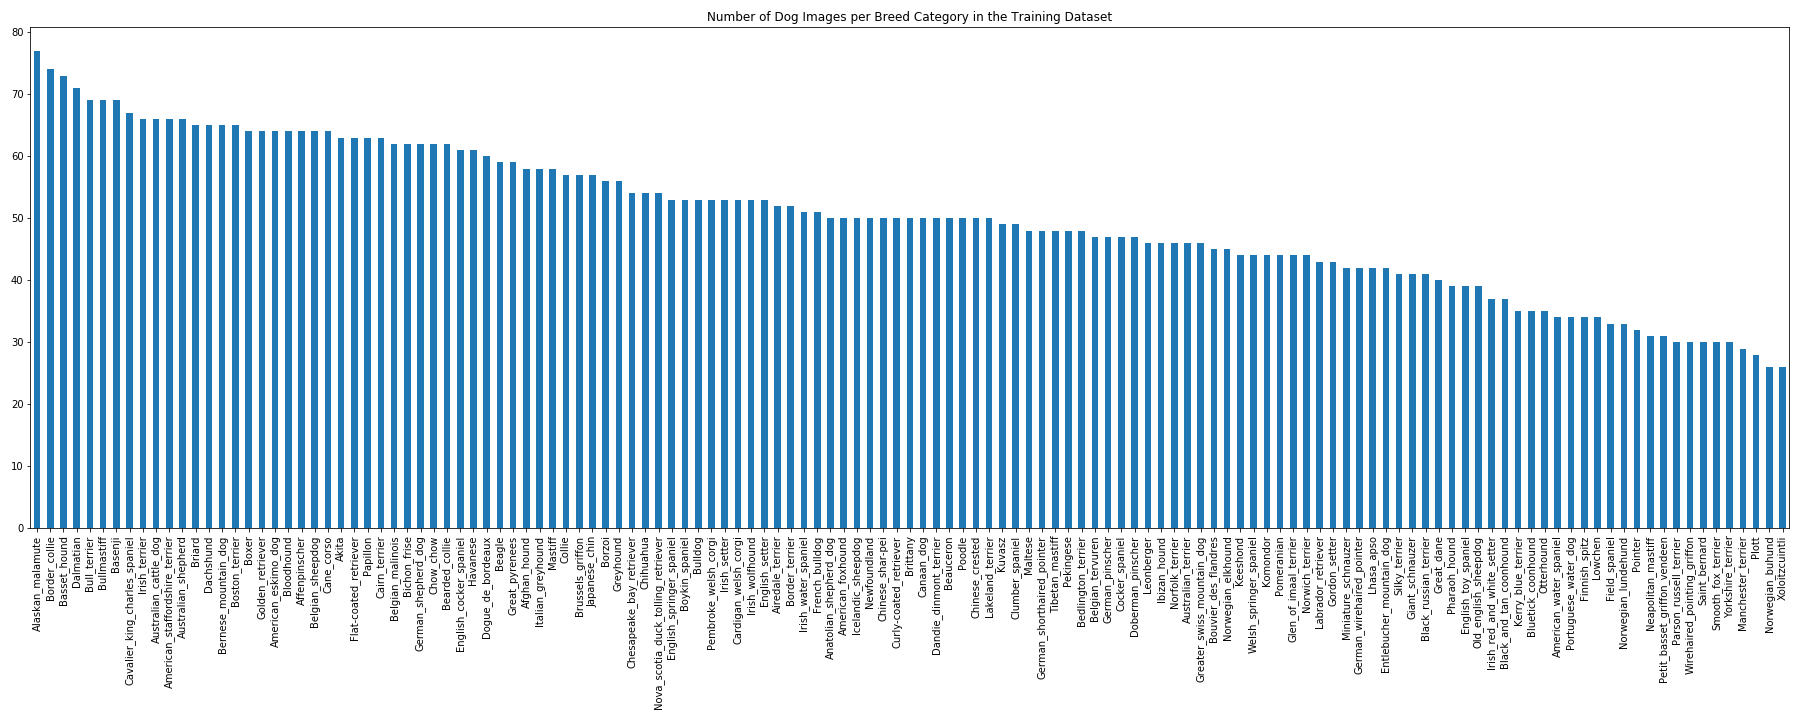 Number of Dog Images per Breed Category in the Training Dataset
80
70
60
50
40
30
20
10
0
Alaskan_malamute
Border_collie
Basset_hound
Dalmatian
Bull_terrier
Bullmastiff
Basenji
Cavalier_king_charles_spaniel
Irish_terrier
Australian_cattle_dog
American_staffordshire_terrier
Australian_shepherd
Briard
Dachshund
Bernese_mountain_dog
Boston_terrier
Boxer
Golden_retriever
American_eskimo_dog
Bloodhound
Affenpinscher
Belgian_sheepdog
Cane_corso
Akita
Flat-coated_retriever
Papillon
Cairn_terrier
Belgian_malinois
Bichon_frise
German_shepherd_dog
Chow_chow
Bearded_collie
English_cocker_spaniel
Havanese
Dogue_de_bordeaux
Beagle
Great_pyrenees
Afghan_hound
Italian_greyhound
Mastiff
Collie
Brussels_griffon
Japanese_chin
Borzoi
Greyhound
Chesapeake_bay_retriever
Chihuahua
Nova_scotia_duck_tolling_retriever
English_springer_spaniel
Boykin_spaniel
Bulldog
Pembroke_welsh_corgi
Irish_setter
Cardigan_welsh_corgi
Irish_wolfhound
English_setter
Airedale_terrier
Border_terrier
Irish_water_spaniel
French_bulldog
Anatolian_shepherd_dog
American_foxhound
Icelandic_sheepdog
Newfoundland
Chinese_shar-pei
Curly-coated_retriever
Brittany
Canaan_dog
Dandie_dinmont_terrier
Beauceron
Poodle
Chinese_crested
Lakeland_terrier
Kuvasz
Clumber_spaniel
Maltese
German_shorthaired_pointer
Tibetan_mastiff
Pekingese
Bedlington_terrier
Belgian_tervuren
German_pinscher
Cocker_spaniel
Doberman_pinscher
Leonberger
Ibizan_hound
Norfolk_terrier
Australian_terrier
Greater_swiss_mountain_dog
Bouvier_des_flandres
Norwegian_elkhound
Keeshond
Welsh_springer_spaniel
Komondor
Pomeranian
Glen_of_imaal_terrier
Norwich_terrier
Labrador_retriever
Gordon_setter
Miniature_schnauzer
German_wirehaired_pointer
Lhasa_apso
Entlebucher_mountain_dog
Silky_terrier
Giant_schnauzer
Black_russian_terrier
Great_dane
Pharaoh_hound
English_toy_spaniel
Old_english_sheepdog
Irish_red_and_white_setter
Black_and_tan_coonhound
Kerry_blue_terrier
Bluetick_coonhound
Otterhound
American_water_spaniel
Portuguese_water_dog
Finnish_spitz
Lowchen
Field_spaniel
Norwegian_lundehund
Pointer
Neapolitan_mastiff
Petit_basset_griffon_vendeen
Parson_russell_terrier
Wirehaired_pointing_griffon
Saint_bernard
Smooth_fox_terrier
Yorkshire_terrier
Manchester_terrier
Plott
Norwegian_buhund
Xoloitzcuintli